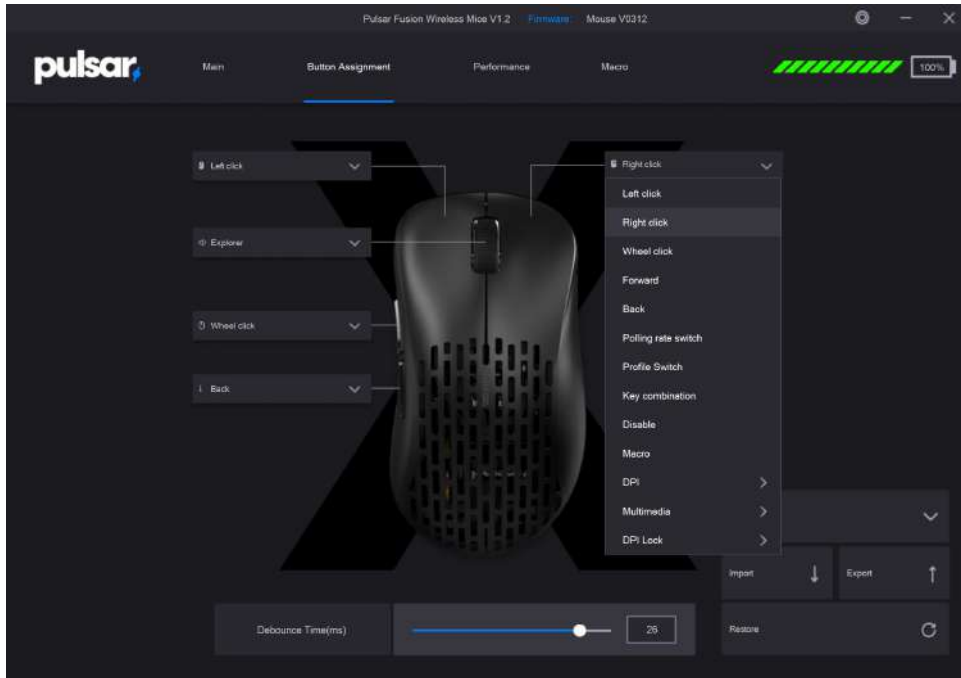 Pulsar Fusion Wireless Mice V1.2 Firmware: Mouse V0312
pulsar
Main
Button Assignment
Performance
Macro
100%
Left click
Right click
Explorer
Wheel click
Back
Left click
Right click
Wheel click
Forward
Back
Polling rate switch
Profile Switch
Key combination
Disable
Macro
DPI
Multimedia
DPI Lock
Import
Export
Debounce Time(ms)
26
Restore